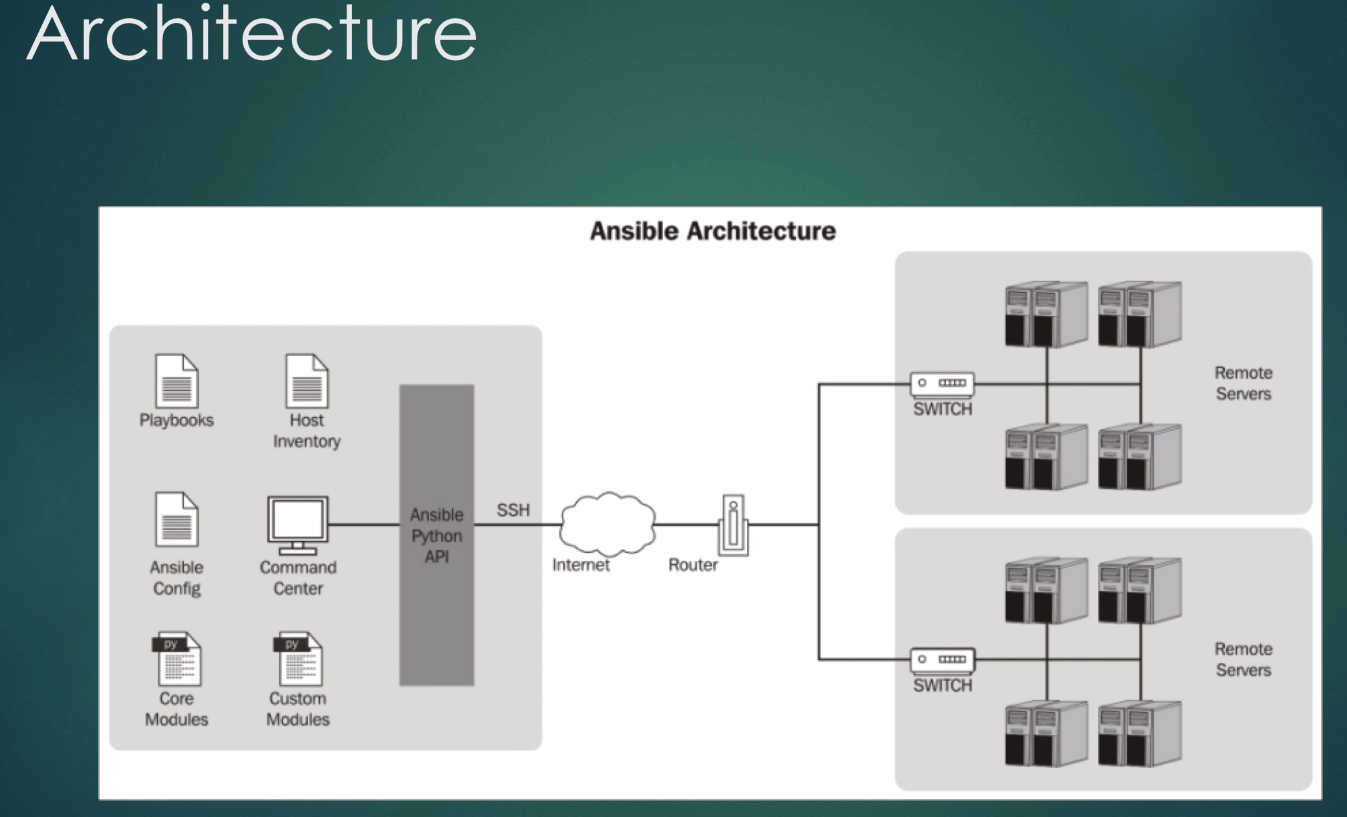 Architecture
Ansible Architecture
Playbooks
Host
Inventory
Ansible
Config
Command
Center
py
Core
Modules
py
Custom
Modules
Ansible
Python
API
SSH
Internet
Router
SWITCH
Remote
Servers
SWITCH
Remote
Servers